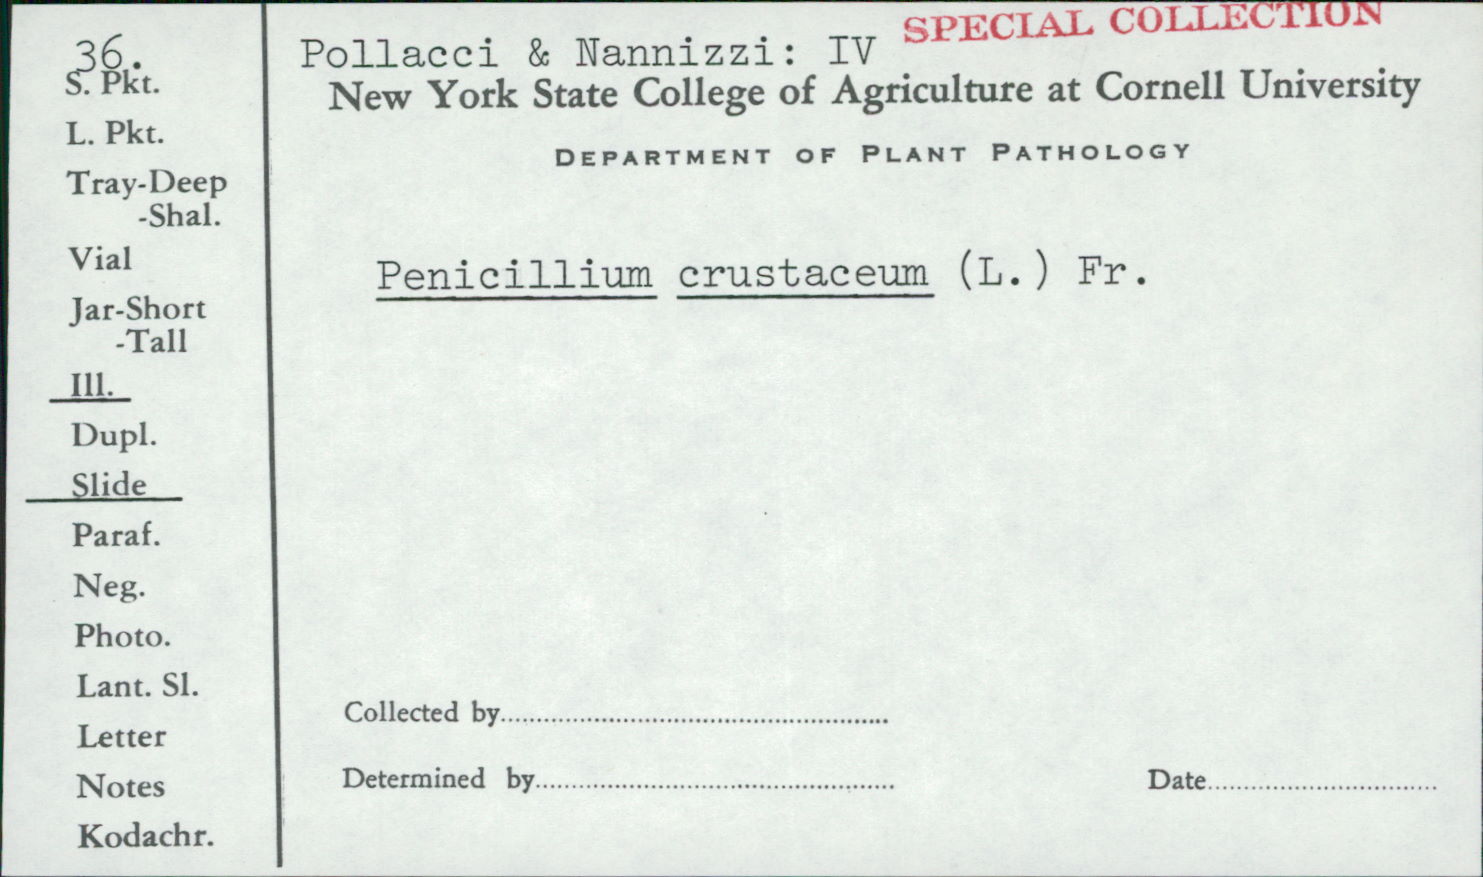 36.
S. Pkt.
L. Pkt.
Tray-Deep
-Shal.
Vial
Jar-Short
-Tall
Ill.
Dupl.
Slide
Paraf.
Neg.
Photo.
Lant. Sl.
Letter
Notes
Kodachr.
SPECIAL COLLECTION
Pollacci & Nannizzi: IV
New York State College of Agriculture at Cornell University
DEPARTMENT OF PLANT PATHOLOGY
Penicillium crustaceum (L.) Fr.
Collected by
Determined by
Date